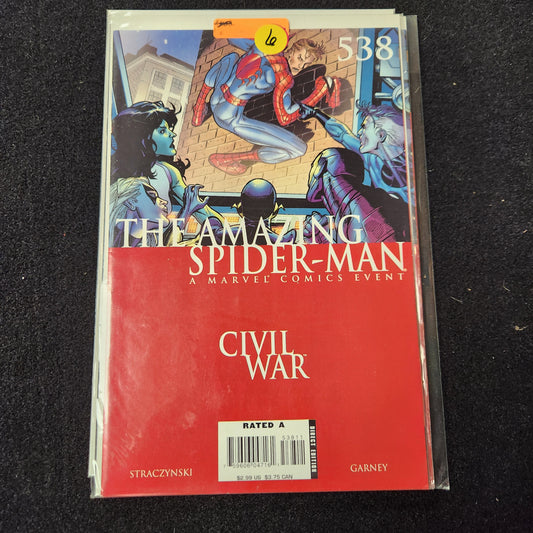 6
538
THE AMAZING
SPIDER-MAN
A MARVEL COMICS EVENT
CIVIL
WAR
RATED A
53811
DIRECT EDITION
$2.99 US $3.75 CAN
STRACZYNSKI
GARNEY